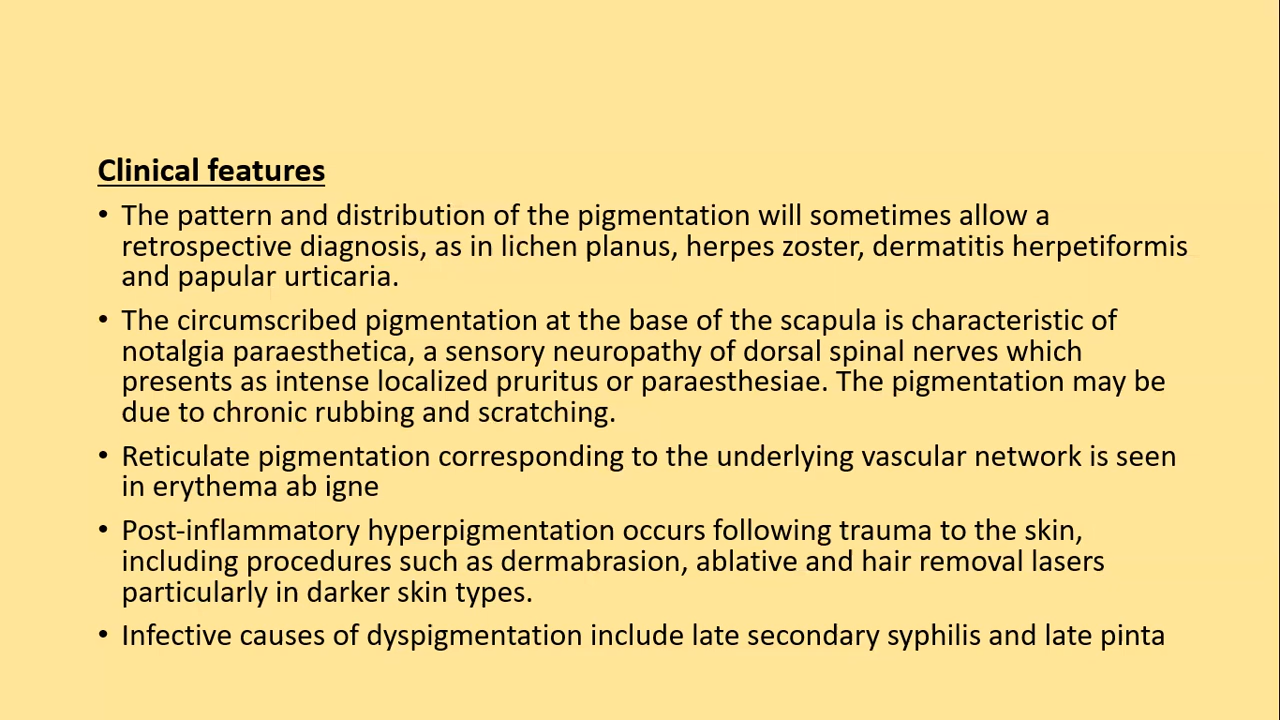 Clinical features
• The pattern and distribution of the pigmentation will sometimes allow a
retrospective diagnosis, as in lichen planus, herpes zoster, dermatitis herpetiformis
and papular urticaria.
• The circumscribed pigmentation at the base of the scapula is characteristic of
notalgia paraesthetica, a sensory neuropathy of dorsal spinal nerves which
presents as intense localized pruritus or paraesthesiae. The pigmentation may be
due to chronic rubbing and scratching.
• Reticulate pigmentation corresponding to the underlying vascular network is seen
in erythema ab igne
• Post-inflammatory hyperpigmentation occurs following trauma to the skin,
including procedures such as dermabrasion, ablative and hair removal lasers
particularly in darker skin types.
• Infective causes of dyspigmentation include late secondary syphilis and late pinta